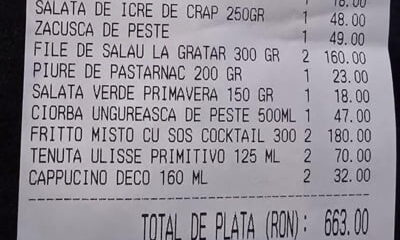 1 18.00
SALATA DE ICRE DE CRAP 250GR 1 48.00
ZACUSCA DE PESTE 1 49.00
FILE DE SALAU LA GRATAR 300 GR 2 160.00
PIURE DE PASTARNAC 200 GR 1 23.00
SALATA VERDE PRIMAVERA 150 GR 1 18.00
CIORBA UNGUREASCA DE PESTE 500ML 1 47.00
FRITTO MISTO CU SOS COCKTAIL 300 2 180.00
TENUTA ULISSE PRIMITIVO 125 ML 2 70.00
CAPPUCINO DECO 160 ML 2 32.00
TOTAL DE PLATA (RON): 663.00